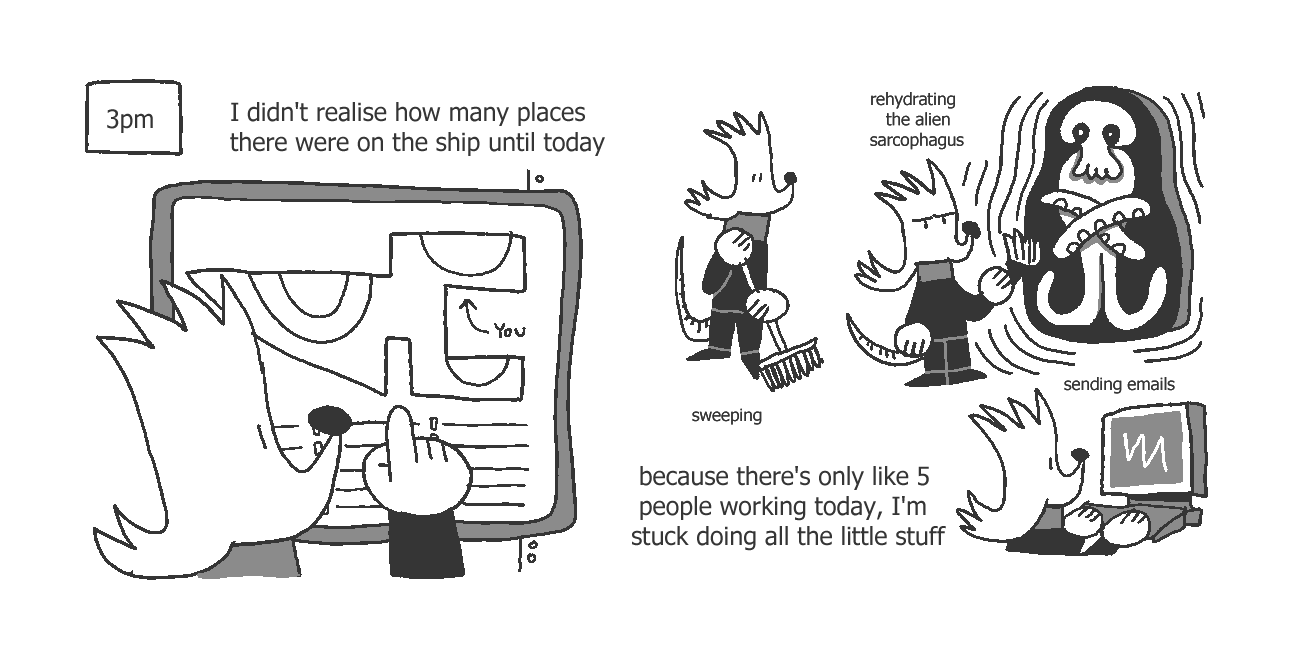 3pm
I didn't realise how many places
there were on the ship until today
You
sweeping
rehydrating
the alien
sarcophagus
sending emails
because there's only like 5
people working today, I'm
stuck doing all the little stuff